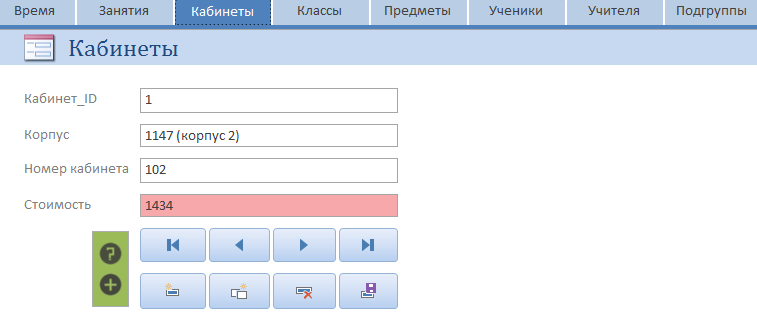 Время Занятия Кабинеты Классы Предметы Ученики Учителя Подгруппы
Кабинеты
Кабинет_ID 1
Корпус 1147 (корпус 2)
Номер кабинета 102
Стоимость 1434